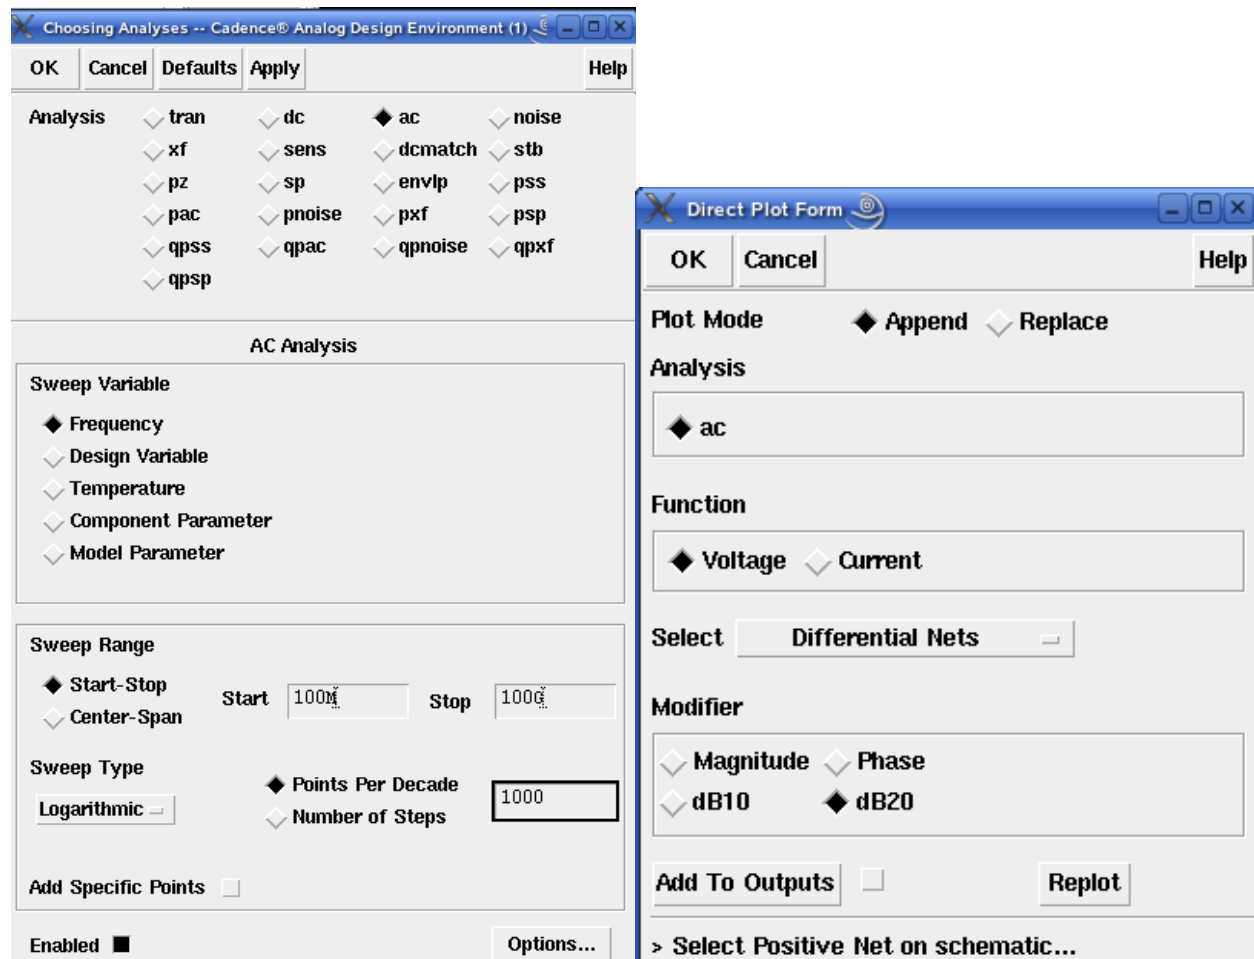 Choosing Analyses -- Cadence® Analog Design Environment (1)
OK Cancel Defaults Apply Help
Analysis tran dc ac noise
xf sens dcmatch stb
pz sp envlp pss
pac pnoise pxf psp
qpss qpac qpnoise qpxf
qpsp
AC Analysis
Sweep Variable
Frequency
Design Variable
Temperature
Component Parameter
Model Parameter
Sweep Range
Start-Stop
Center-Span
Start 100M Stop 100G
Sweep Type
Logarithmic
Points Per Decade 1000
Number of Steps
Add Specific Points
Enabled Options...
Direct Plot Form
OK Cancel Help
Plot Mode Append Replace
Analysis
ac
Function
Voltage Current
Select Differential Nets
Modifier
Magnitude Phase
dB10 dB20
Add To Outputs Replot
> Select Positive Net on schematic...